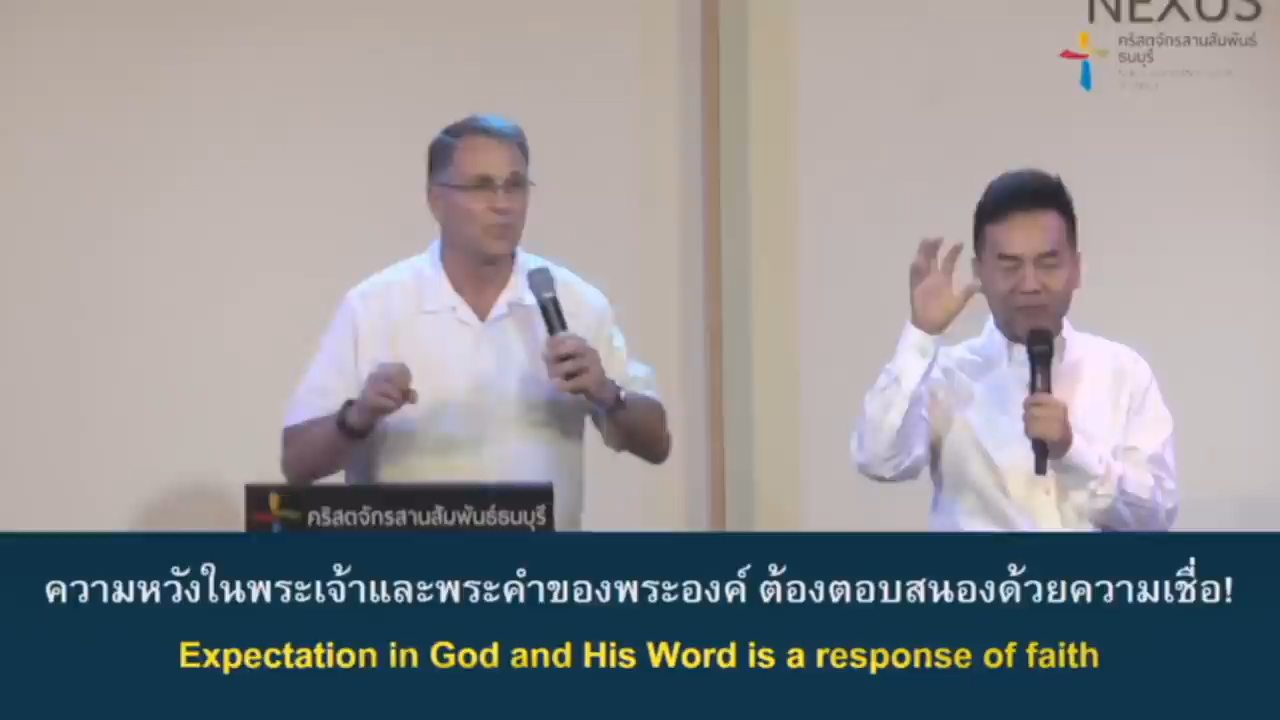 NEXUS
คริสตจักรสานสัมพันธ์
ธนบุรี
คริสตจักรสานสัมพันธ์ธนบุรี
ความหวังในพระเจ้าและพระคำของพระองค์ ต้องตอบสนองด้วยความเชื่อ!
Expectation in God and His Word is a response of faith